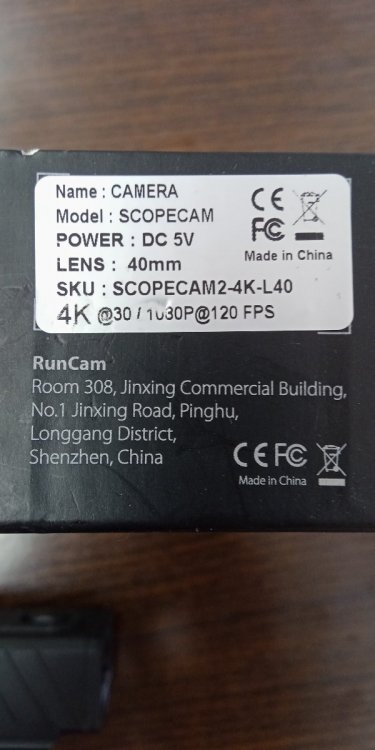 Name : CAMERA
Model : SCOPECAM
POWER : DC 5V
LENS : 40mm
SKU : SCOPECAM2-4K-L40
4K @30 / 1080P@120 FPS
CE
FC
Made in China
RunCam
Room 308, Jinxing Commercial Building,
No.1 Jinxing Road, Pinghu,
Longgang District,
Shenzhen, China
CE FC
Made in China